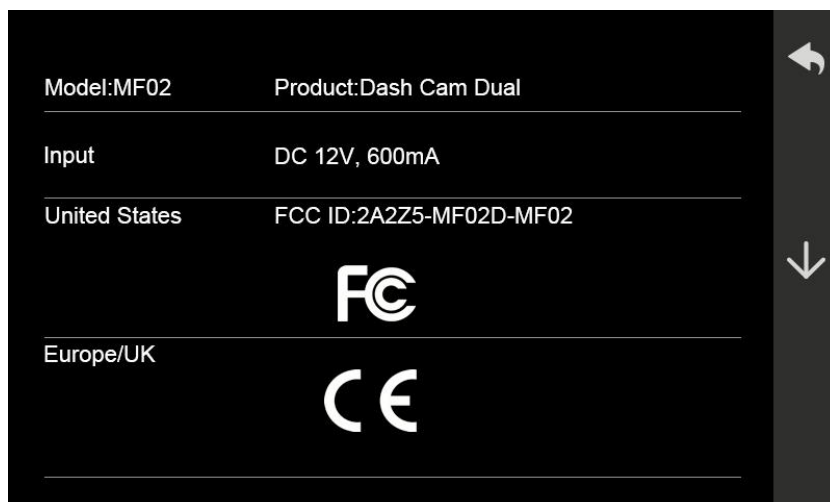 Model:MF02 Product:Dash Cam Dual
Input DC 12V, 600mA
United States FCC ID:2A2Z5-MF02D-MF02
FC
Europe/UK
CE